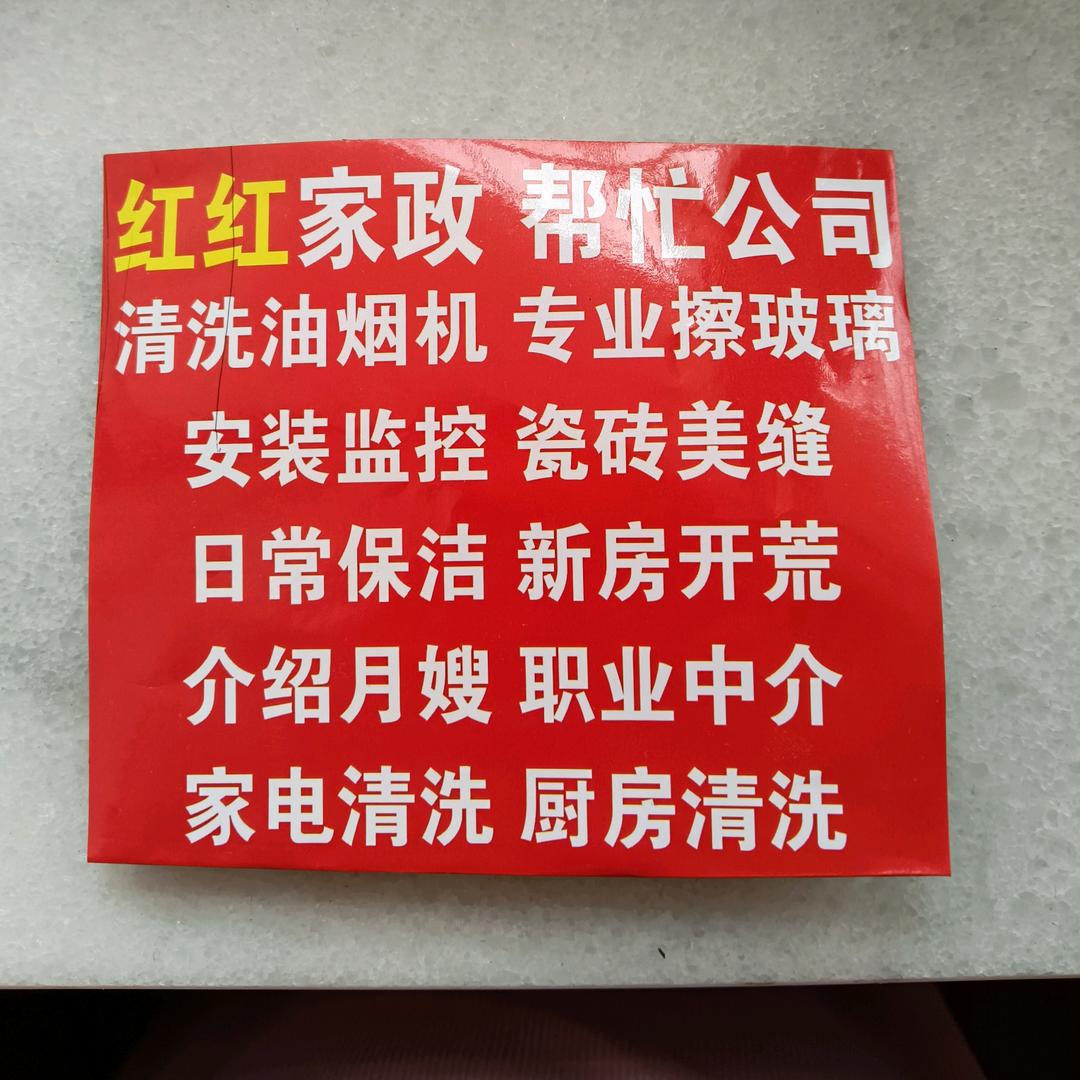 红红家政 帮忙公司
清洗油烟机 专业擦玻璃
安装监控 瓷砖美缝
日常保洁 新房开荒
介绍月嫂 职业中介
家电清洗 厨房清洗